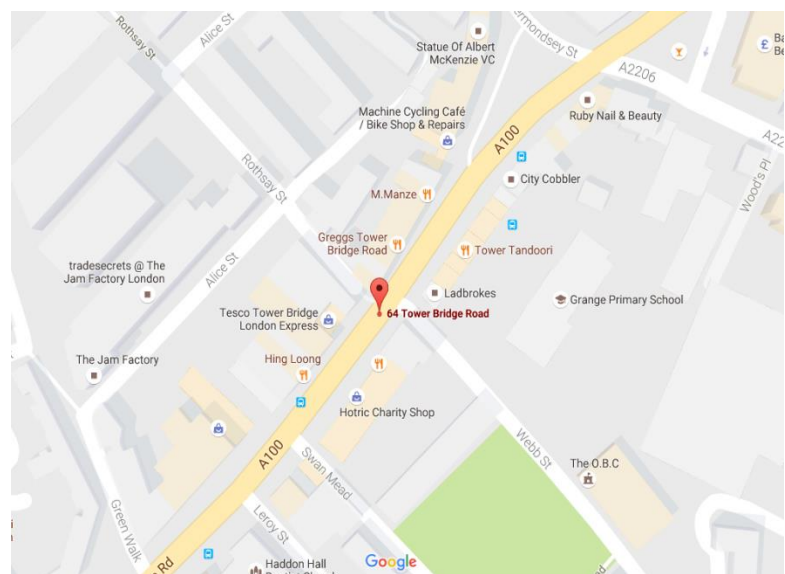 Rothsay St
Alice St
Statue Of Albert
McKenzie VC
ermondsey St
A2206
£
Ba
Be
Machine Cycling Café
/ Bike Shop & Repairs
A100
Ruby Nail & Beauty
A22
Rothsay St
M.Manze
City Cobbler
Wood's Pl
Greggs Tower
Bridge Road
Tower Tandoori
tradesecrets @ The
Jam Factory London
Alice St
Ladbrokes
Grange Primary School
Tesco Tower Bridge
London Express
64 Tower Bridge Road
The Jam Factory
Hing Loong
Hotric Charity Shop
A100
Swan Mead
Webb St
The O.B.C
Green Walk
Leroy St
Rd
Haddon Hall
Google